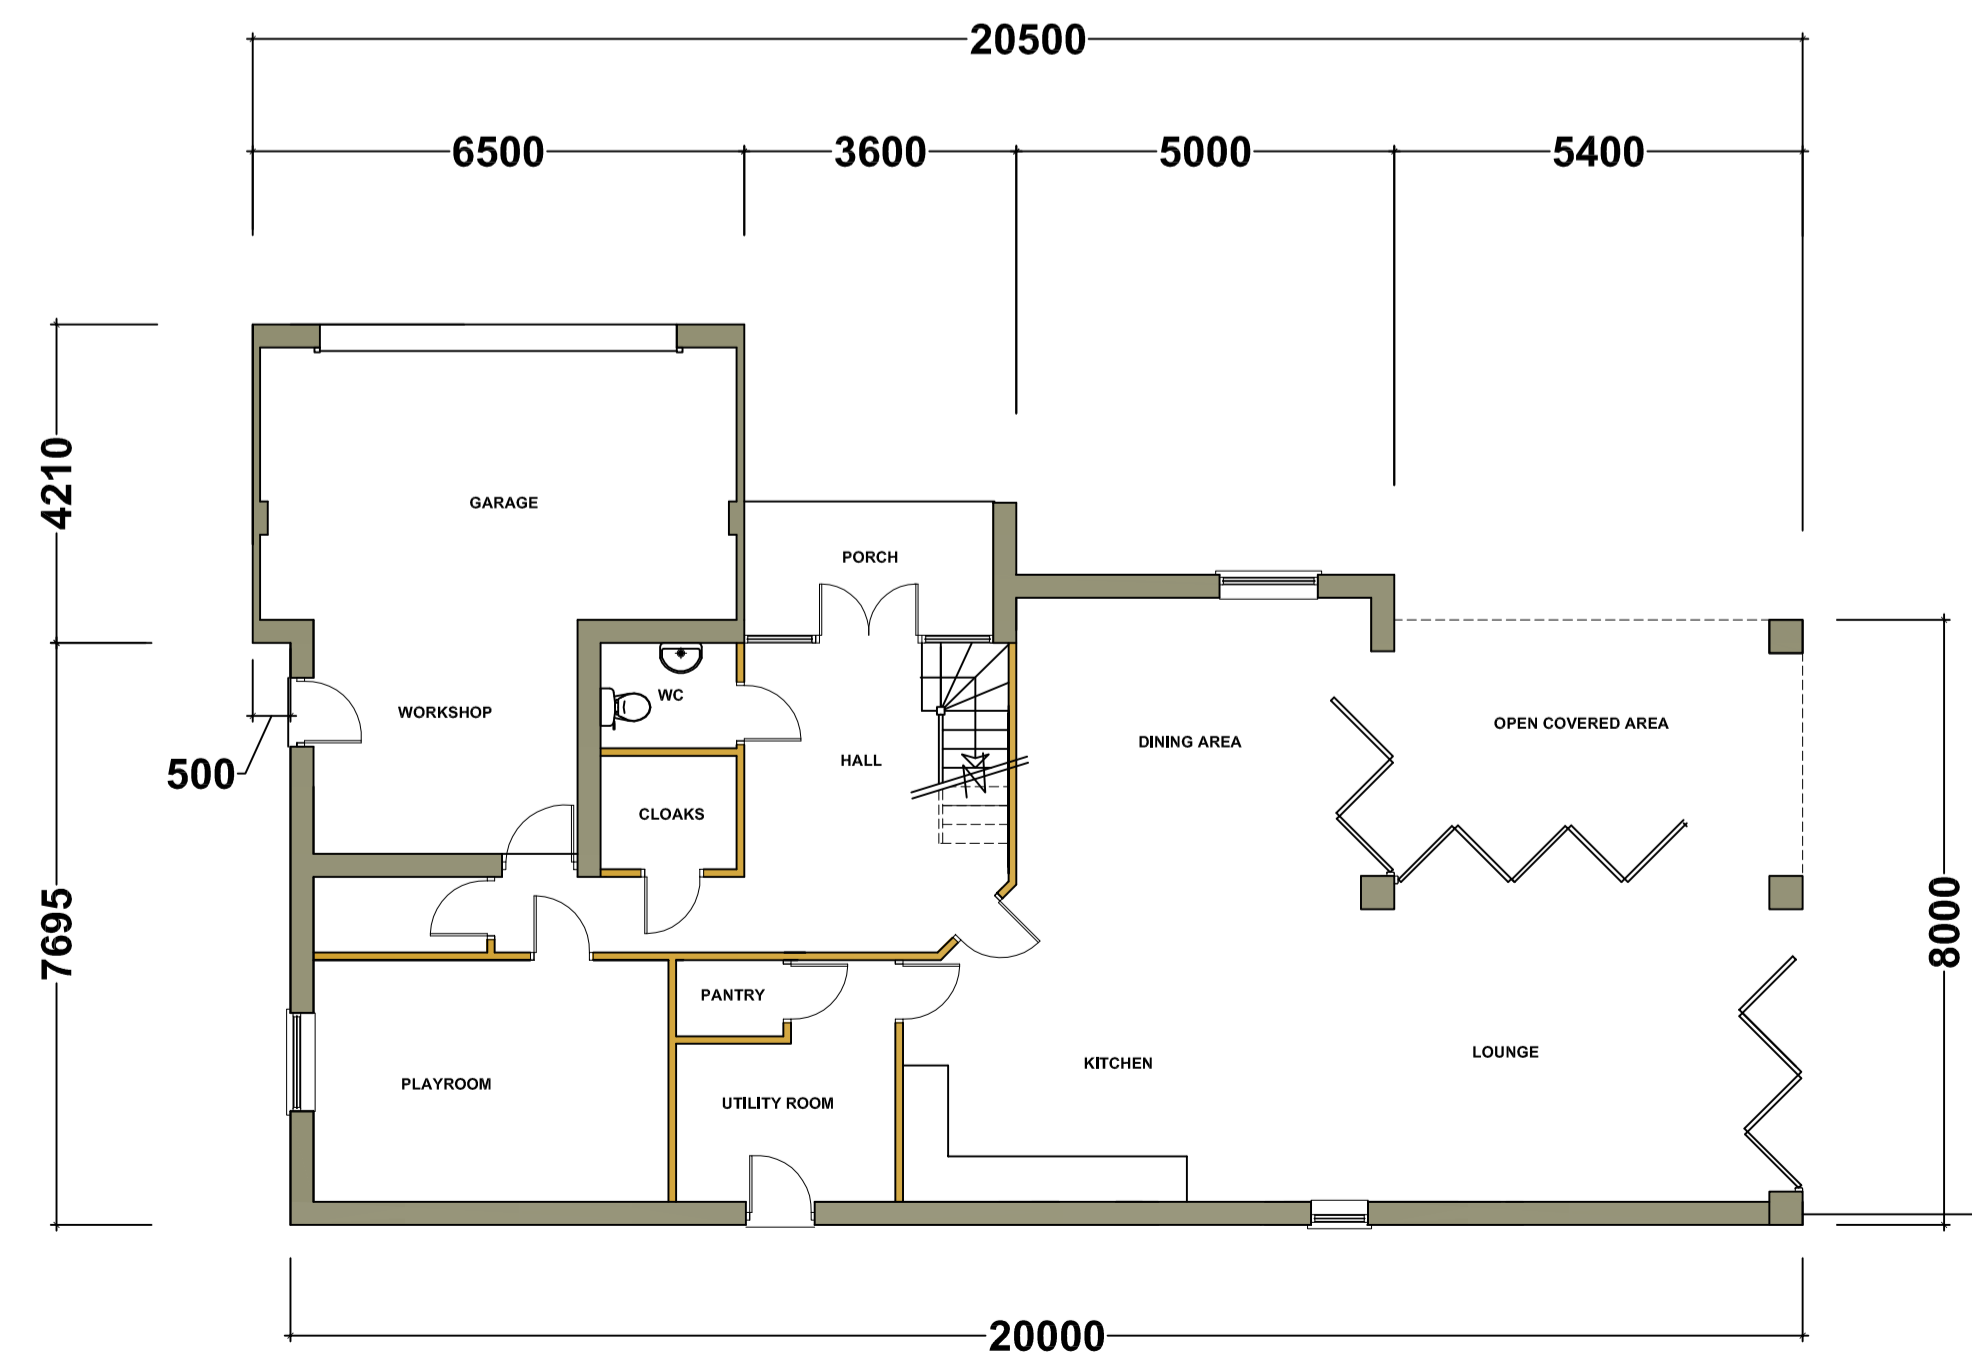 20500
6500
3600
5000
5400
4210
GARAGE
PORCH
WC
WORKSHOP
OPEN COVERED AREA
DINING AREA
HALL
500
CLOAKS
7695
8000
PANTRY
LOUNGE
KITCHEN
PLAYROOM
UTILITY ROOM
20000